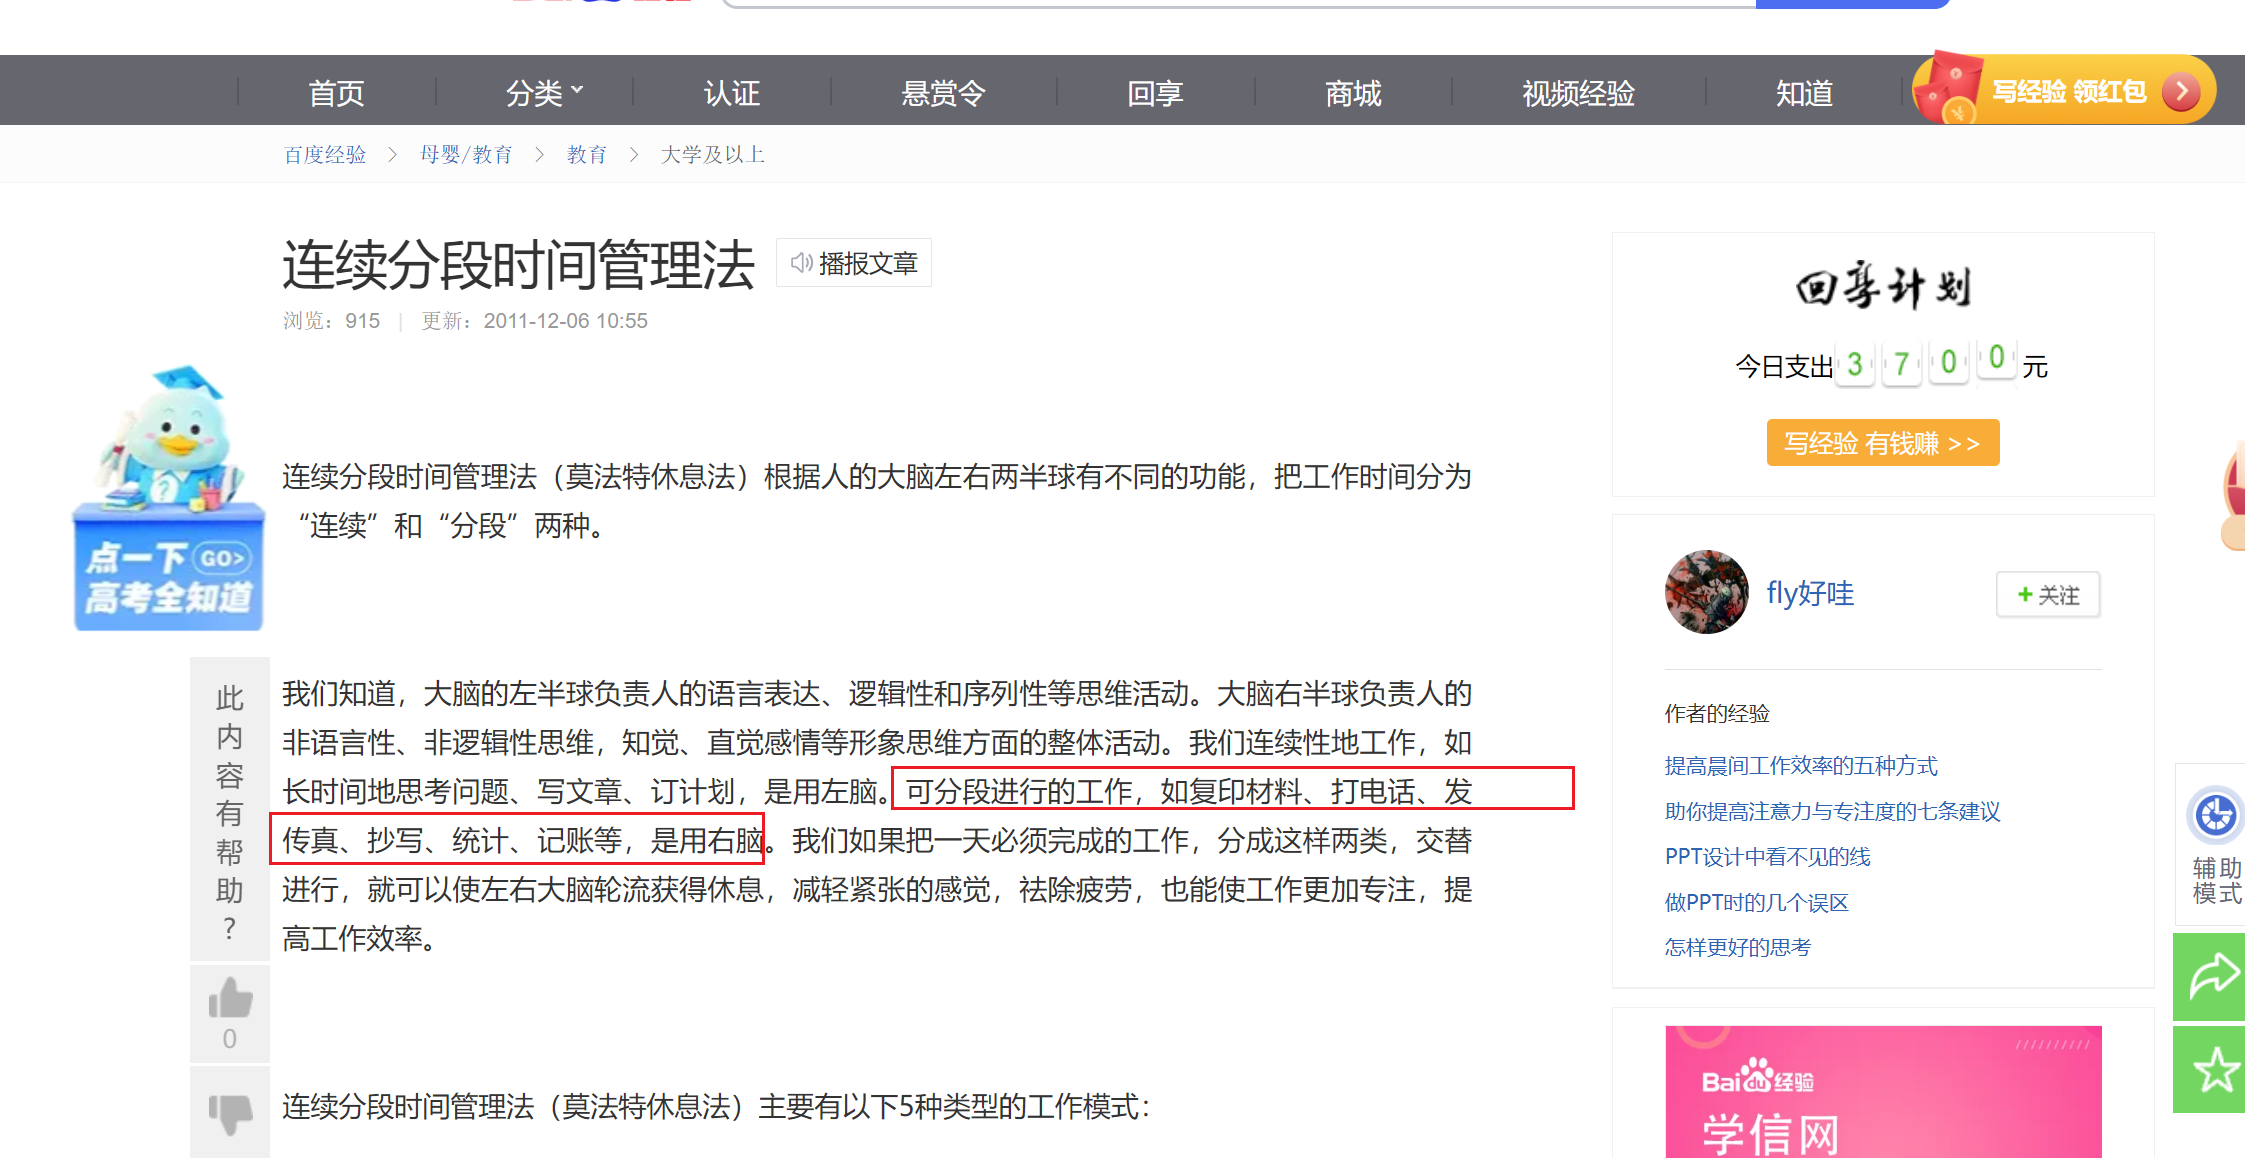 首页
分类
认证
悬赏令
回享
商城
视频经验
知道
写经验 领红包
百度经验 > 母婴/教育 > 教育 > 大学及以上
连续分段时间管理法
播报文章
浏览：915 | 更新：2011-12-06 10:55
连续分段时间管理法（莫法特休息法）根据人的大脑左右两半球有不同的功能，把工作时间分为
“连续”和“分段”两种。
我们知道，大脑的左半球负责人的语言表达、逻辑性和序列性等思维活动。大脑右半球负责人的
非语言性、非逻辑性思维，知觉、直觉感情等形象思维方面的整体活动。我们连续性地工作，如
长时间地思考问题、写文章、订计划，是用左脑。可分段进行的工作，如复印材料、打电话、发
传真、抄写、统计、记账等，是用右脑。我们如果把一天必须完成的工作，分成这样两类，交替
进行，就可以使左右大脑轮流获得休息，减轻紧张的感觉，祛除疲劳，也能使工作更加专注，提
高工作效率。
连续分段时间管理法（莫法特休息法）主要有以下5种类型的工作模式：
点一下 GO>
高考全知道
此
内
容
有
帮
助
?
0
回享计划
今日支出3700元
写经验 有钱赚 >>
fly好哇
+关注
作者的经验
提高晨间工作效率的五种方式
助你提高注意力与专注度的七条建议
PPT设计中看不见的线
做PPT时的几个误区
怎样更好的思考
Baidu经验
学信网
辅助
模式